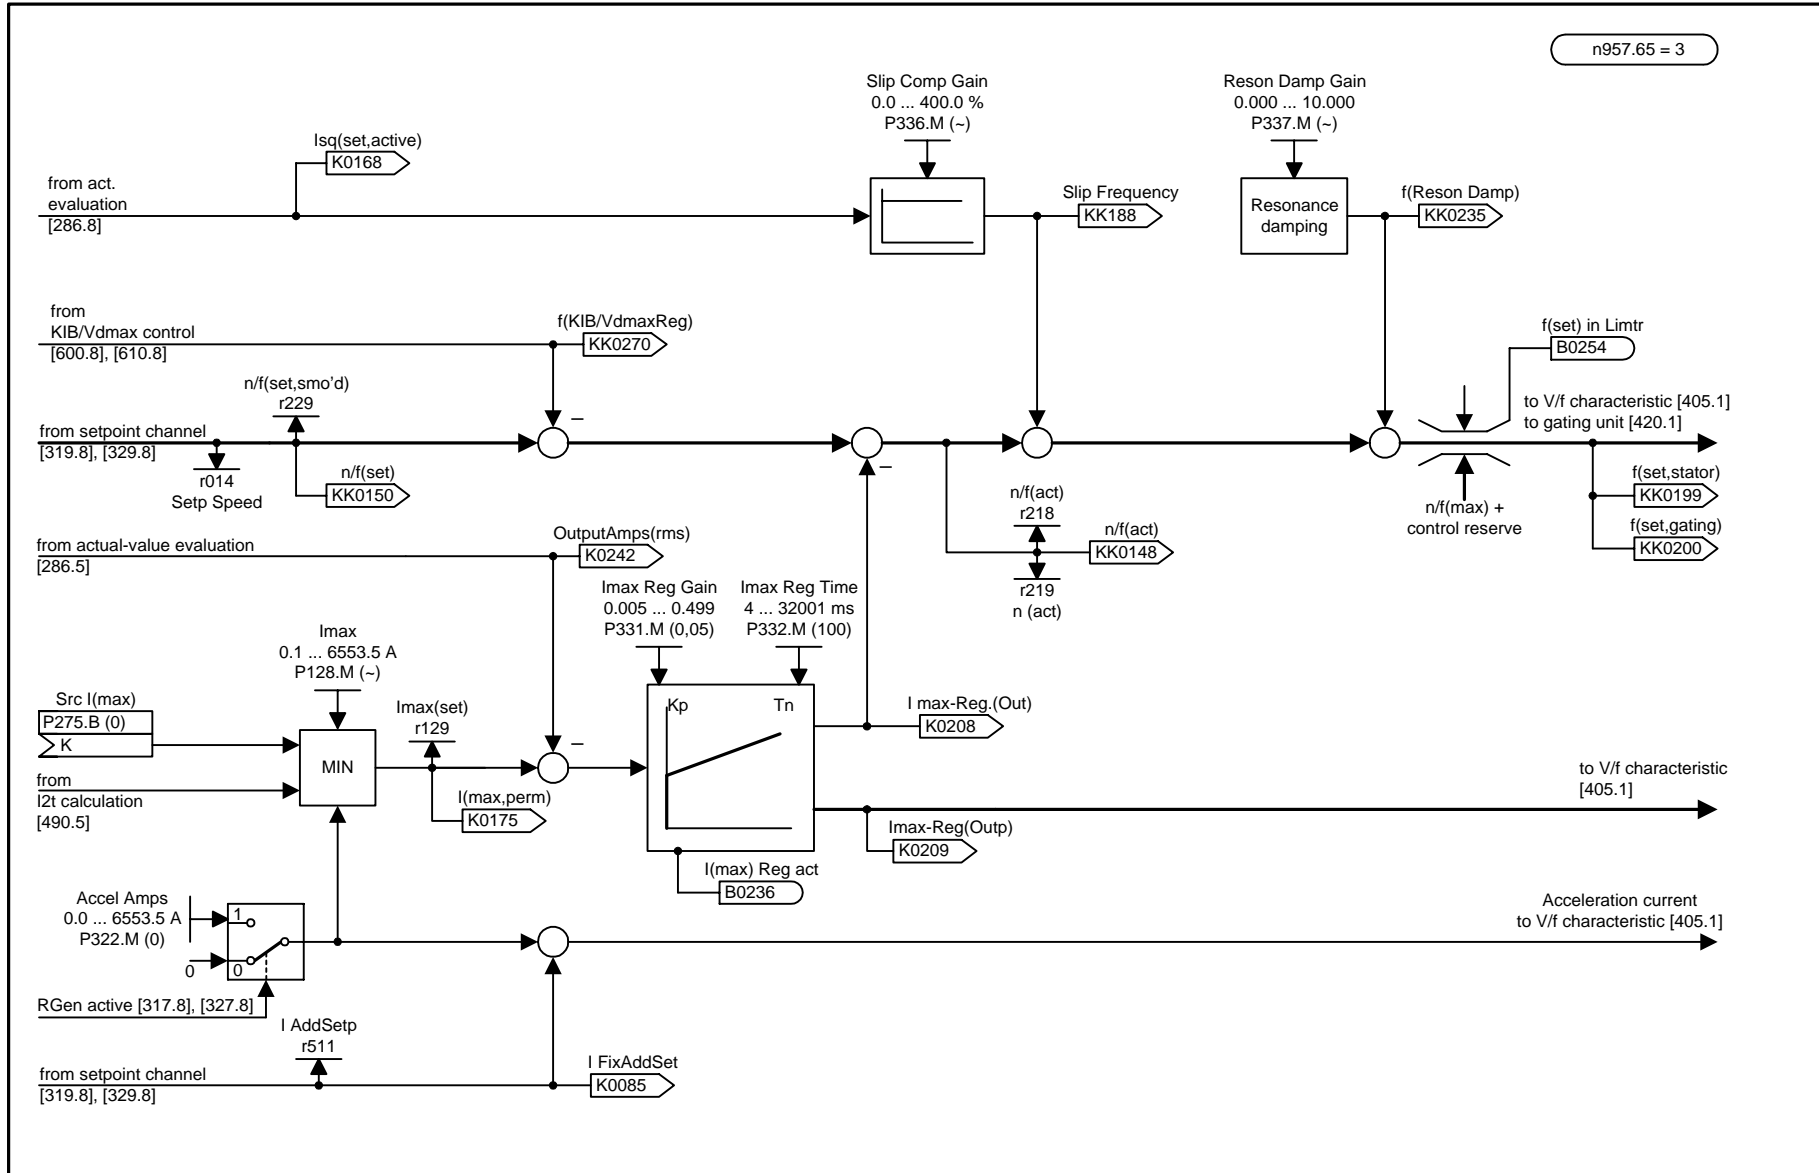 n957.65 = 3
Slip Comp Gain
0.0 ... 400.0 %
P336.M (~)
Reson Damp Gain
0.000 ... 10.000
P337.M (~)
Isq(set,active)
K0168
from act.
evaluation
[286.8]
Slip Frequency
KK188
Resonance
damping
f(Reson Damp)
KK0235
from
KIB/Vdmax control
[600.8], [610.8]
f(KIB/VdmaxReg)
KK0270
f(set) in Limtr
B0254
n/f(set,smo'd)
r229
from setpoint channel
[319.8], [329.8]
r014
Setp Speed
n/f(set)
KK0150
–
–
to V/f characteristic [405.1]
to gating unit [420.1]
n/f(act)
r218
n/f(act)
KK0148
r219
n (act)
n/f(max) +
control reserve
f(set,stator)
KK0199
f(set,gating)
KK0200
from actual-value evaluation
[286.5]
OutputAmps(rms)
K0242
Imax Reg Gain
0.005 ... 0.499
P331.M (0,05)
Imax Reg Time
4 ... 32001 ms
P332.M (100)
Imax
0.1 ... 6553.5 A
P128.M (~)
Src I(max)
P275.B (0)
K
from
I2t calculation
[490.5]
MIN
Imax(set)
r129
I(max,perm)
K0175
–
Kp
Tn
I max-Reg.(Out)
K0208
to V/f characteristic
[405.1]
Imax-Reg(Outp)
K0209
I(max) Reg act
B0236
Accel Amps
0.0 ... 6553.5 A
P322.M (0)
1
0
0
RGen active [317.8], [327.8]
Acceleration current
to V/f characteristic [405.1]
I AddSetp
r511
from setpoint channel
[319.8], [329.8]
I FixAddSet
K0085